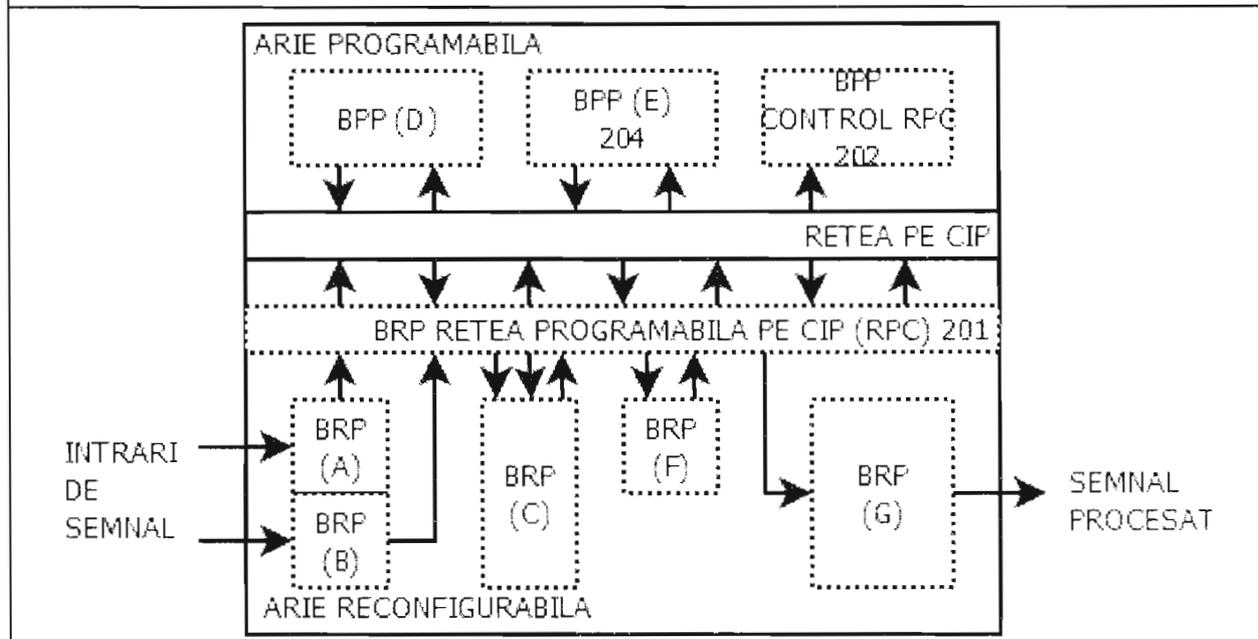 ARIE PROGRAMABILA
BPP (D)
BPP (E)
204
BPP
CONTROL RPC
202
RETEA PE CIP
BRP RETEA PROGRAMABILA PE CIP (RPC) 201
INTRARI
DE
SEMNAL
BRP
(A)
BRP
(B)
BRP
(C)
BRP
(F)
BRP
(G)
SEMNAL
PROCESAT
ARIE RECONFIGURABILA